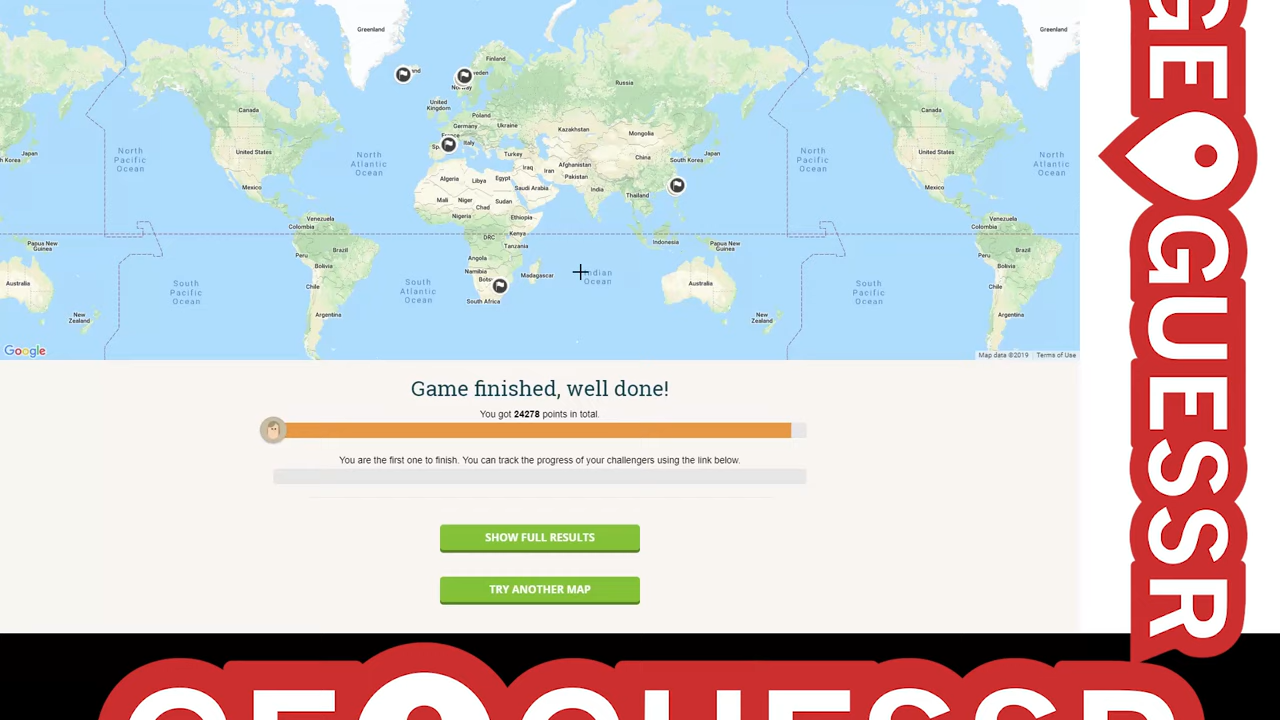 Greenland
Greenland
Finland
Norway
Russia
Canada
Canada
United
Kingdom
Poland
Germany
Ukraine
Kazakhstan
Mongolia
Italy
Turkey
United States
United States
North
Pacific
Ocean
North
Atlantic
Ocean
North
Pacific
Ocean
North
Atlantic
Ocean
Japan
Japan
South Korea
China
Afghanistan
Pakistan
Iraq
Iran
Algeria
Libya
Egypt
Saudi Arabia
India
Thailand
Mexico
Mexico
Mali
Niger
Sudan
Chad
Nigeria
Ethiopia
Venezuela
Colombia
Venezuela
Colombia
DRC
Kenya
Tanzania
Indonesia
Papua New
Guinea
Papua New
Guinea
Brazil
Brazil
Peru
Peru
Bolivia
Bolivia
Angola
Namibia
Madagascar
Indian
Ocean
Australia
Australia
South
Pacific
Ocean
South
Atlantic
Ocean
South
Pacific
Ocean
Chile
Chile
South Africa
Argentina
Argentina
New
Zealand
New
Zealand
Google
Map data ©2019 Terms of Use
Game finished, well done!
You got 24278 points in total.
You are the first one to finish. You can track the progress of your challengers using the link below.
SHOW FULL RESULTS
TRY ANOTHER MAP
GEOGUESSR
GEOGUESSR